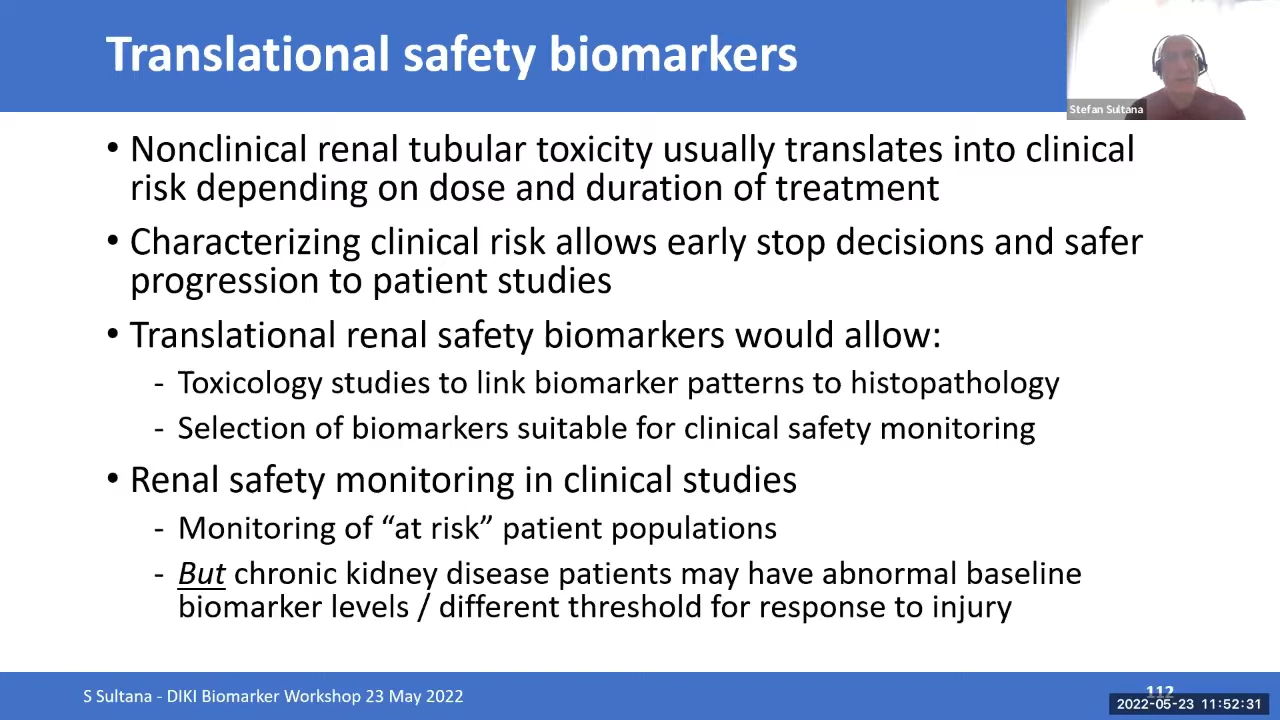 Translational safety biomarkers
Stefan Sultana
• Nonclinical renal tubular toxicity usually translates into clinical
risk depending on dose and duration of treatment
• Characterizing clinical risk allows early stop decisions and safer
progression to patient studies
• Translational renal safety biomarkers would allow:
- Toxicology studies to link biomarker patterns to histopathology
- Selection of biomarkers suitable for clinical safety monitoring
• Renal safety monitoring in clinical studies
- Monitoring of “at risk” patient populations
- But chronic kidney disease patients may have abnormal baseline
biomarker levels / different threshold for response to injury
S Sultana - DIKI Biomarker Workshop 23 May 2022
112
2022-05-23 11:52:31